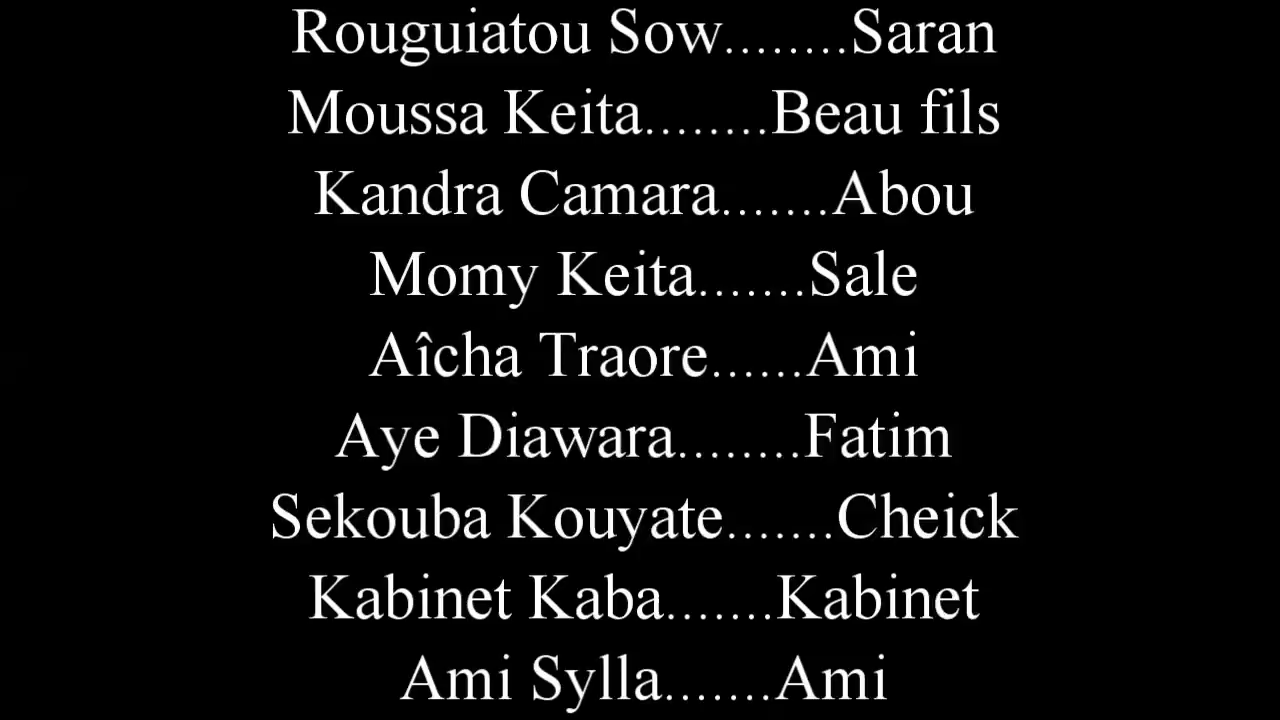 Rouguiatou Sow........Saran
Moussa Keita........Beau fils
Kandra Camara.......Abou
Momy Keita.......Sale
Aîcha Traore......Ami
Aye Diawara........Fatim
Sekouba Kouyate.......Cheick
Kabinet Kaba.......Kabinet
Ami Sylla.......Ami